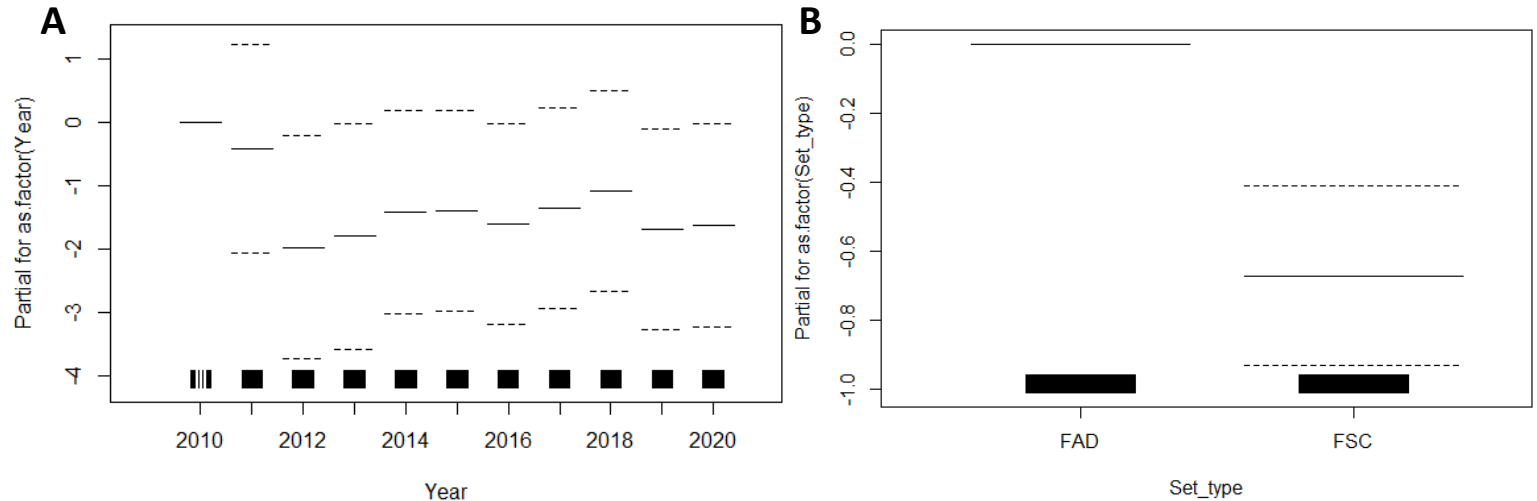 A
Partial for as.factor(Year)
1
0
-1
-2
-3
-4
2010 2012 2014 2016 2018 2020
Year
B
Partial for as.factor(Set_type)
0.0
-0.2
-0.4
-0.6
-0.8
-1.0
FAD FSC
Set_type